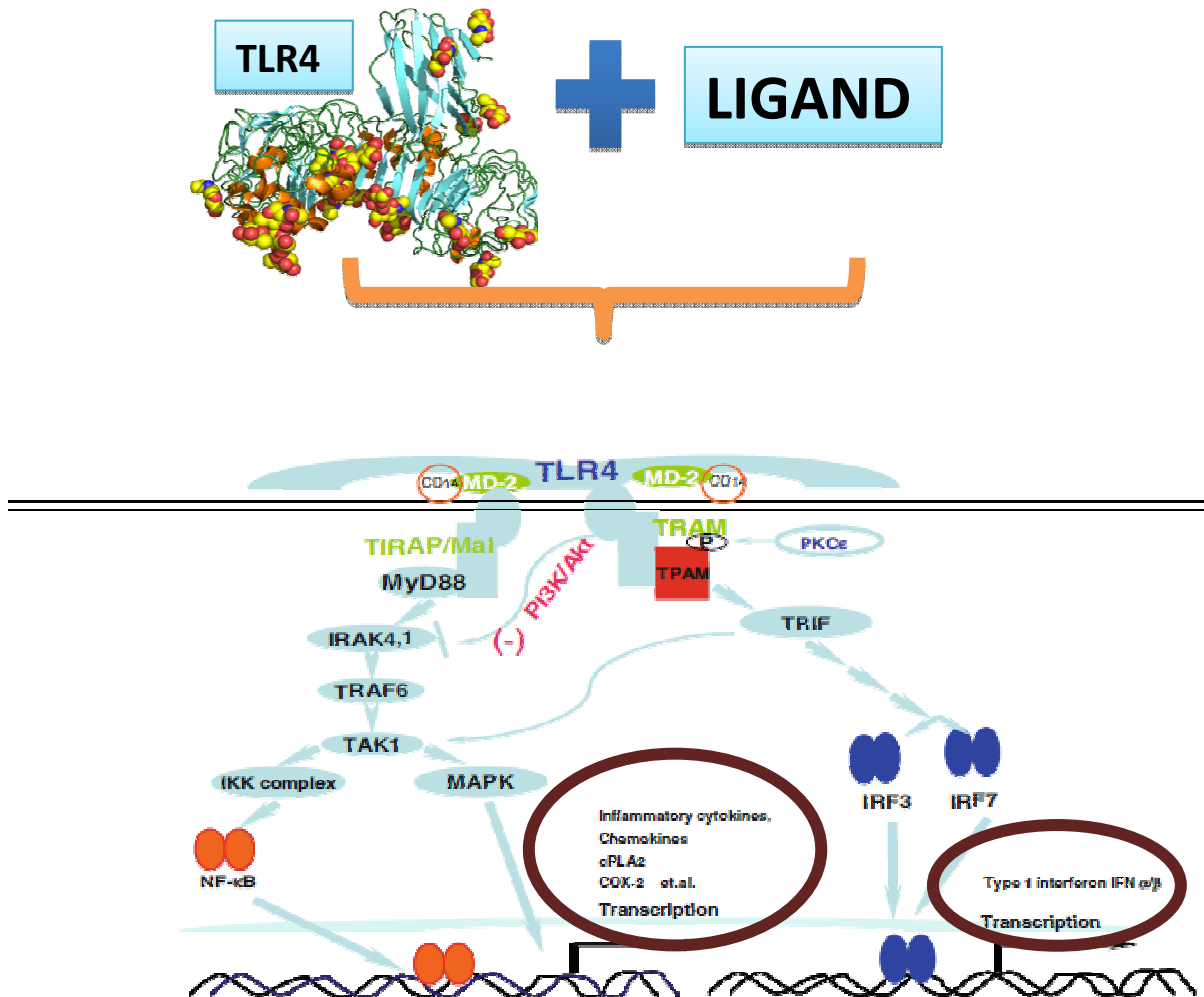 TLR4
LIGAND
CD14 MD-2 TLR4 MD-2 CD14
TIRAP/Mal
TRAM
P
PKCε
MyD88
PI3K/Akt
TPAM
(-)
IRAK4,1
TRIF
TRAF6
TAK1
IKK complex
MAPK
IRF3
IRF7
Inflammatory cytokines,
Chemokines
cPLA2
COX-2 et.al.
Transcription
NF-κB
Type 1 interferon IFN α/β
Transcription